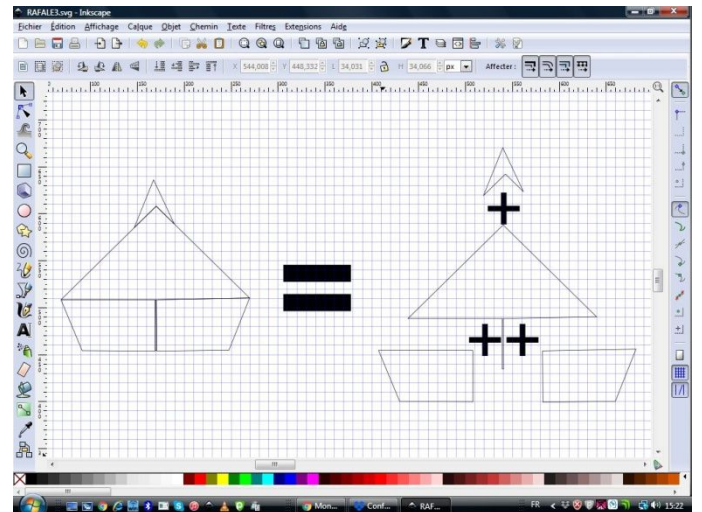 RAFALE3.svg - Inkscape
Fichier Édition Affichage Calque Objet Chemin Texte Filtres Extensions Aide
X 544,008 Y 448,332 L 34,031 H 34,066 px Affecter :
Mon... Conf... RAF... FR 15:22